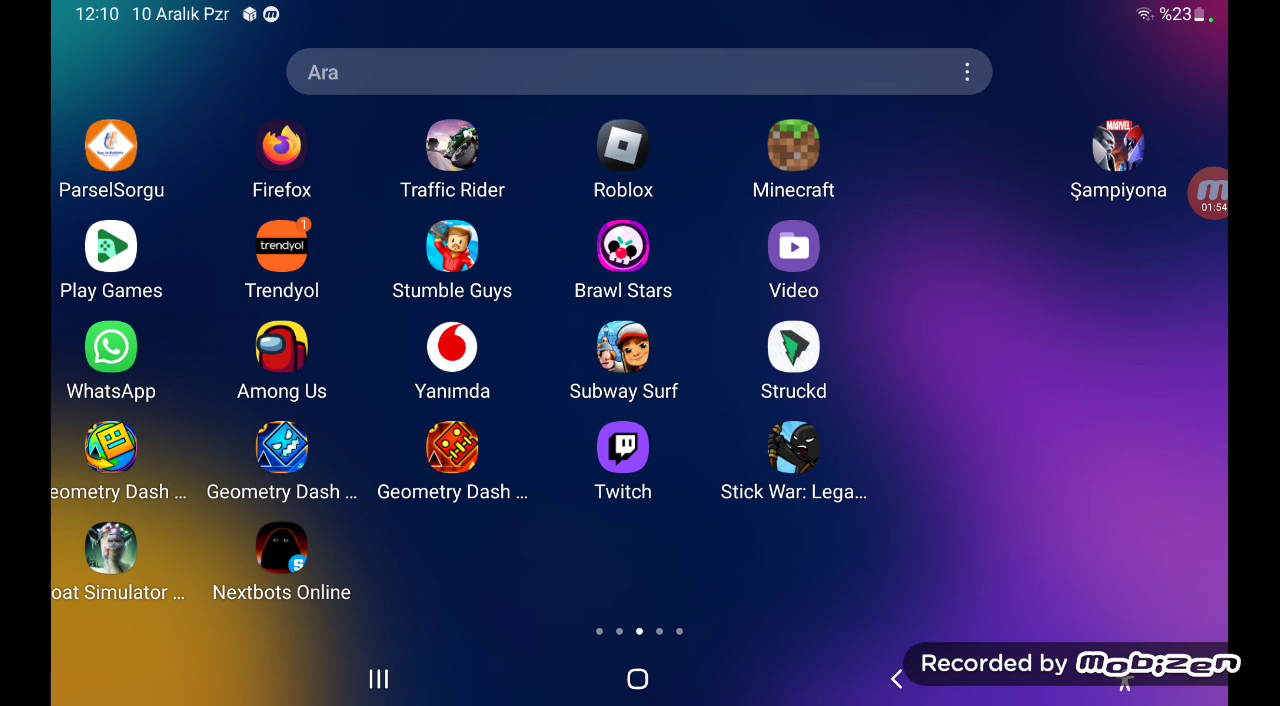 12:10 10 Aralık Pzr
%23
Ara
ParselSorgu
Firefox
Traffic Rider
Roblox
Minecraft
MARVEL
Şampiyona
01:54
trendyol
1
Play Games
Trendyol
Stumble Guys
Brawl Stars
Video
WhatsApp
Among Us
Yanımda
Subway Surf
Struckd
eometry Dash ...
Geometry Dash ...
Geometry Dash ...
Twitch
Stick War: Lega...
oat Simulator ...
Nextbots Online
Recorded by Mobizen